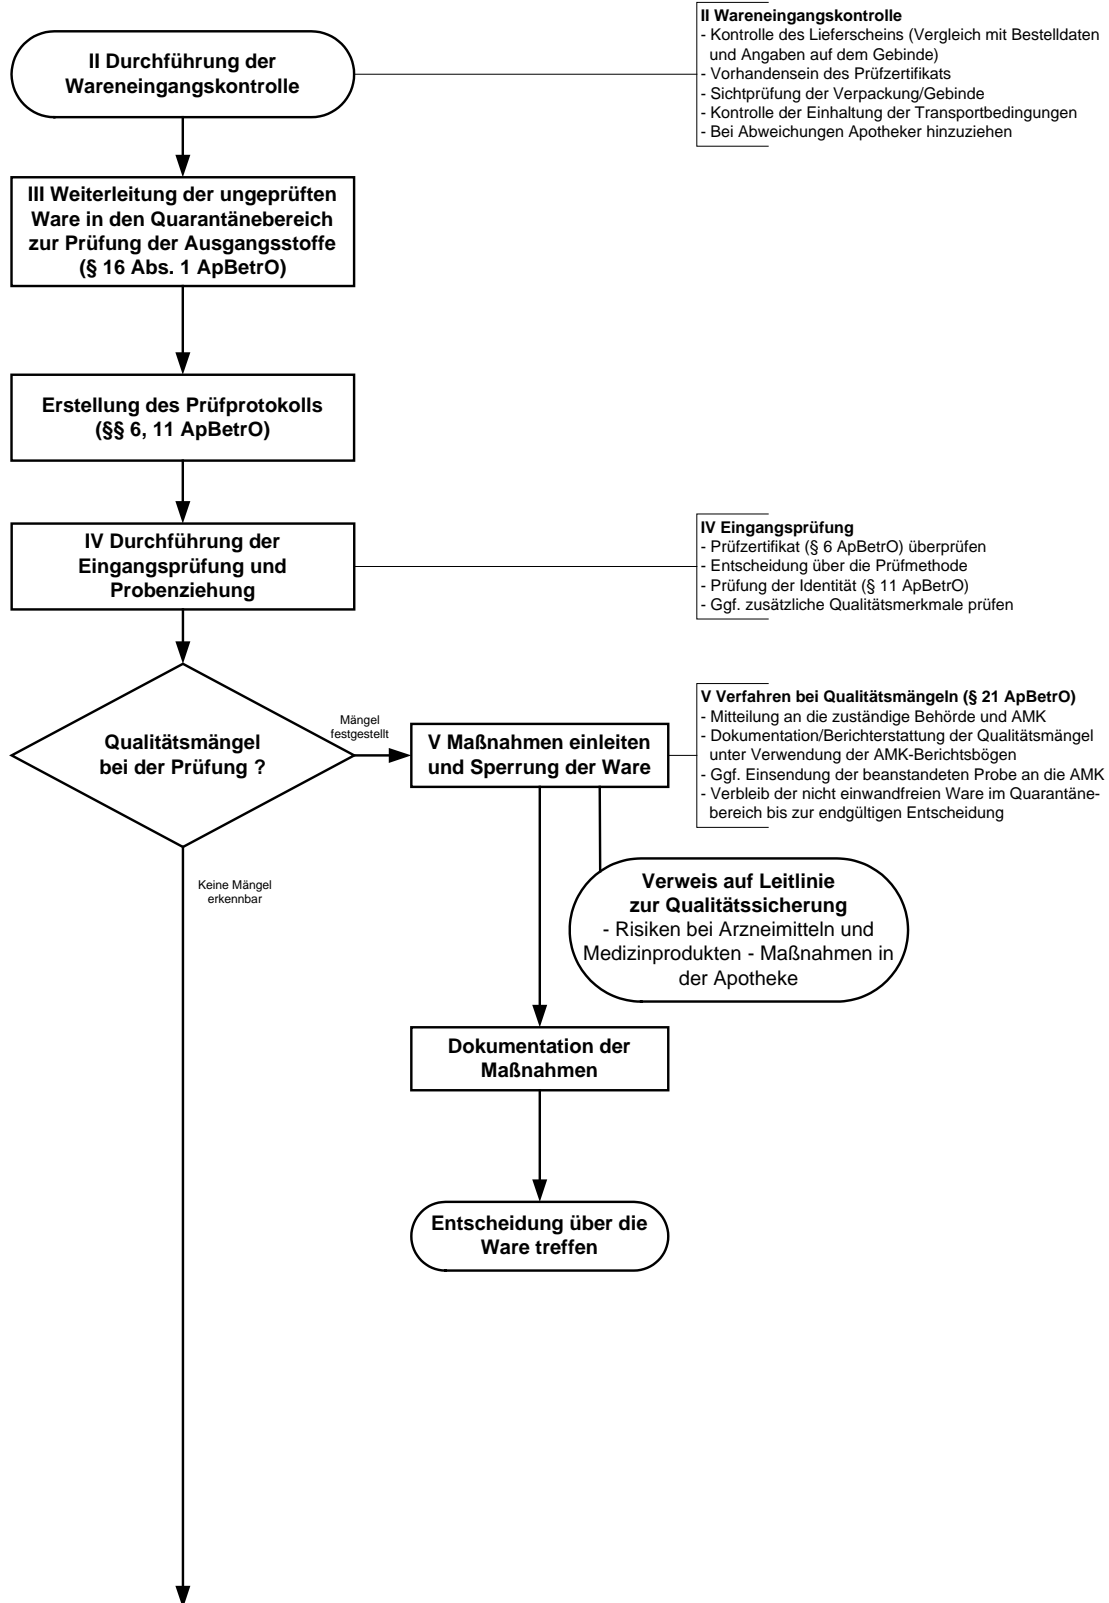 II Durchführung der
Wareneingangskontrolle
II Wareneingangskontrolle
- Kontrolle des Lieferscheins (Vergleich mit Bestelldaten
und Angaben auf dem Gebinde)
- Vorhandensein des Prüfzertifikats
- Sichtprüfung der Verpackung/Gebinde
- Kontrolle der Einhaltung der Transportbedingungen
- Bei Abweichungen Apotheker hinzuziehen
III Weiterleitung der ungeprüften
Ware in den Quarantänebereich
zur Prüfung der Ausgangsstoffe
(§ 16 Abs. 1 ApBetrO)
Erstellung des Prüfprotokolls
(§§ 6, 11 ApBetrO)
IV Durchführung der
Eingangsprüfung und
Probenziehung
IV Eingangsprüfung
- Prüfzertifikat (§ 6 ApBetrO) überprüfen
- Entscheidung über die Prüfmethode
- Prüfung der Identität (§ 11 ApBetrO)
- Ggf. zusätzliche Qualitätsmerkmale prüfen
Qualitätsmängel
bei der Prüfung ?
Mängel
festgestellt
V Maßnahmen einleiten
und Sperrung der Ware
V Verfahren bei Qualitätsmängeln (§ 21 ApBetrO)
- Mitteilung an die zuständige Behörde und AMK
- Dokumentation/Berichterstattung der Qualitätsmängel
unter Verwendung der AMK-Berichtsbögen
- Ggf. Einsendung der beanstandeten Probe an die AMK
- Verbleib der nicht einwandfreien Ware im Quarantäne-
bereich bis zur endgültigen Entscheidung
Keine Mängel
erkennbar
Verweis auf Leitlinie
zur Qualitätssicherung
- Risiken bei Arzneimitteln und
Medizinprodukten - Maßnahmen in
der Apotheke
Dokumentation der
Maßnahmen
Entscheidung über die
Ware treffen